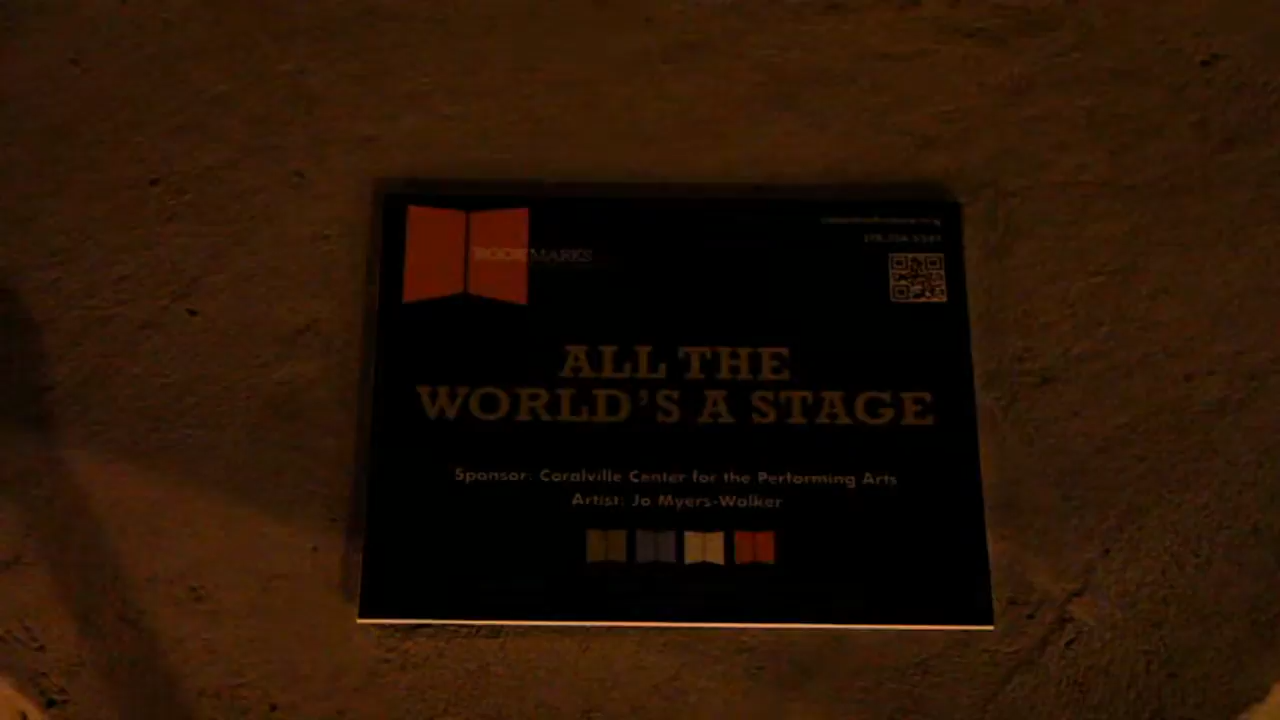 BOOKMARKS
ALL THE
WORLD'S A STAGE
Sponsor: Coralville Center for the Performing Arts
Artist: Jo Myers-Walker